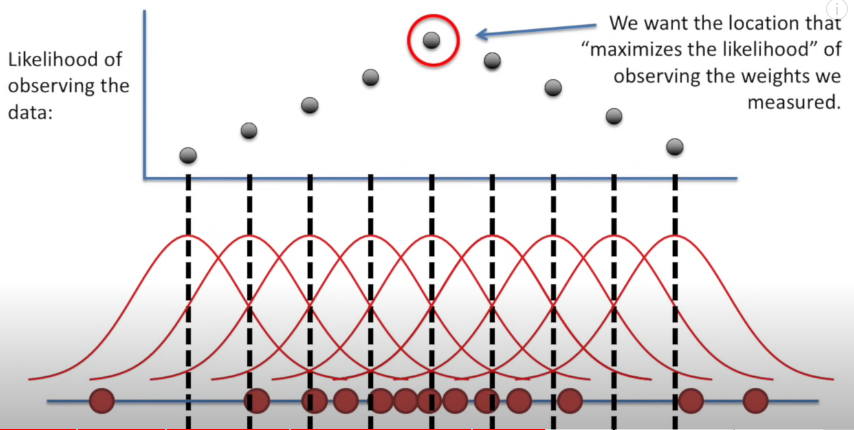 Likelihood of
observing the
data:
We want the location that
“maximizes the likelihood” of
observing the weights we
measured.